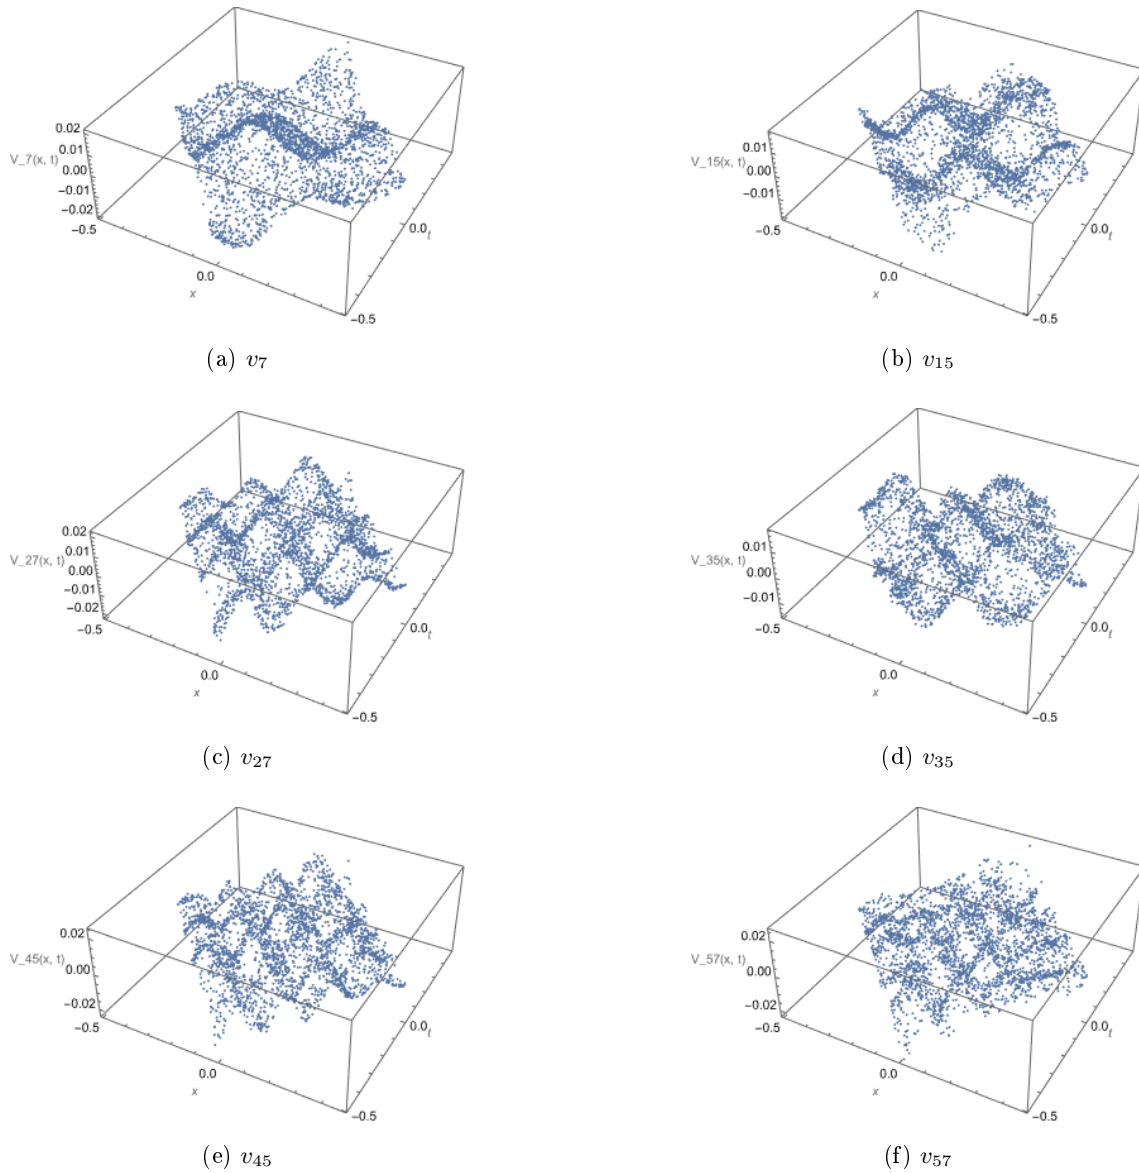 0.02
0.01
V_7(x, t)
0.00
−0.01
−0.02
−0.5
0.0
x
0.0
t
−0.5
(a) v7
0.01
V_15(x, t)
0.00
−0.01
−0.5
0.0
x
0.0
t
−0.5
(b) v15
0.02
0.01
V_27(x, t)
0.00
−0.01
−0.02
−0.5
0.0
x
0.0
t
−0.5
(c) v27
0.01
V_35(x, t)
0.00
−0.01
−0.5
0.0
x
0.0
t
−0.5
(d) v35
0.02
V_45(x, t)
0.00
−0.02
−0.5
0.0
x
0.0
t
−0.5
(e) v45
0.02
V_57(x, t)
0.00
−0.02
−0.5
0.0
x
0.0
t
−0.5
(f) v57